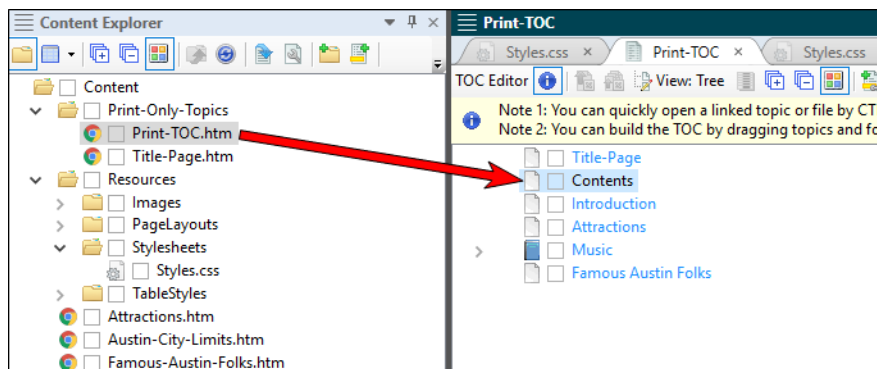 Content Explorer
Content
Print-Only-Topics
Print-TOC.htm
Title-Page.htm
Resources
Images
PageLayouts
Stylesheets
Styles.css
TableStyles
Attractions.htm
Austin-City-Limits.htm
Famous-Austin-Folks.htm
Print-TOC
Styles.css × Print-TOC × Styles.css
TOC Editor View: Tree
Note 1: You can quickly open a linked topic or file by CT
Note 2: You can build the TOC by dragging topics and fo
Title-Page
Contents
Introduction
Attractions
Music
Famous Austin Folks